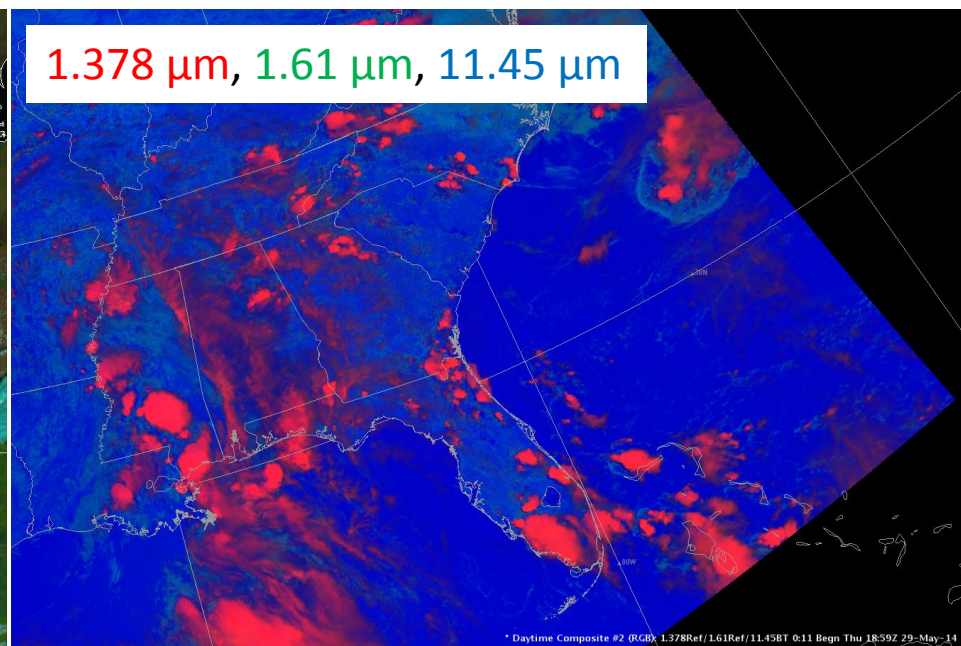 1.378 µm, 1.61 µm, 11.45 µm
30N
80W
* Daytime Composite #2 (RGB): 1.378Ref/1.61Ref/11.45BT 0:11 Begn Thu 18:59Z 29-May-14